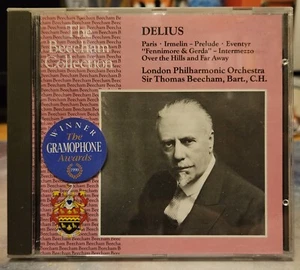 The
Beecham
Collection
DELIUS
Paris · Irmelin – Prelude · Eventyr
"Fennimore & Gerda" – Intermezzo
Over the Hills and Far Away
London Philharmonic Orchestra
Sir Thomas Beecham, Bart., C.H.
WINNER
The
GRAMOPHONE
Awards